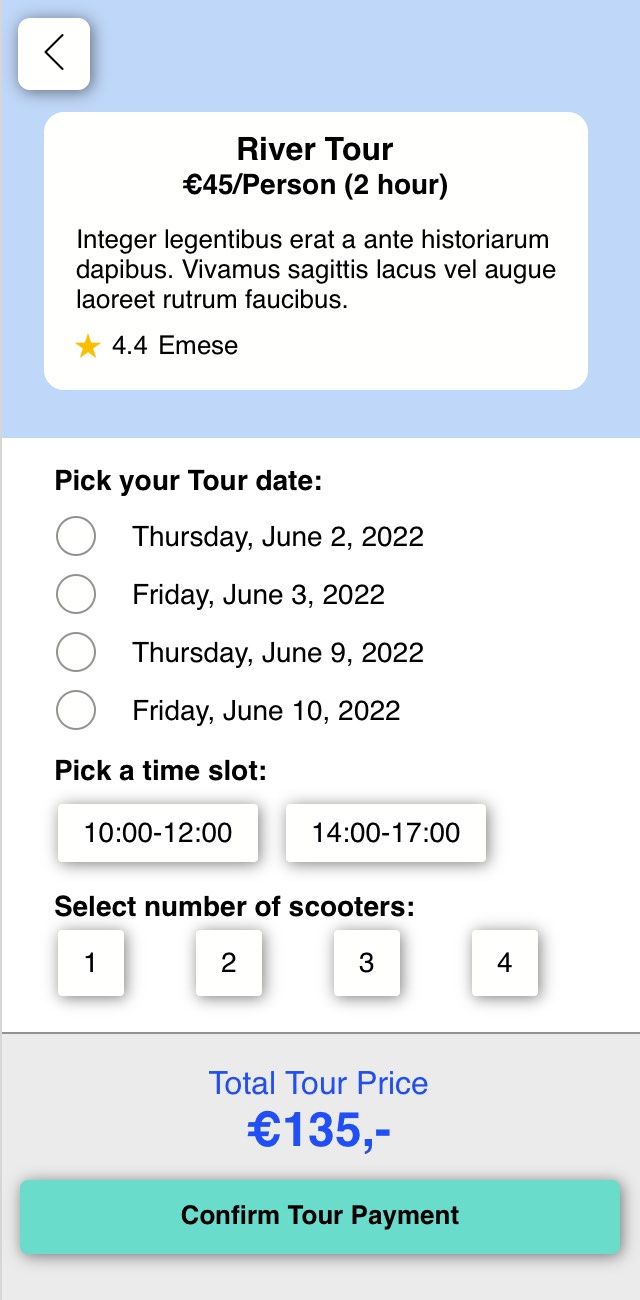 River Tour
€45/Person (2 hour)
Integer legentibus erat a ante historiarum
dapibus. Vivamus sagittis lacus vel augue
laoreet rutrum faucibus.
4.4 Emese
Pick your Tour date:
Thursday, June 2, 2022
Friday, June 3, 2022
Thursday, June 9, 2022
Friday, June 10, 2022
Pick a time slot:
10:00-12:00 14:00-17:00
Select number of scooters:
1 2 3 4
Total Tour Price
€135,-
Confirm Tour Payment